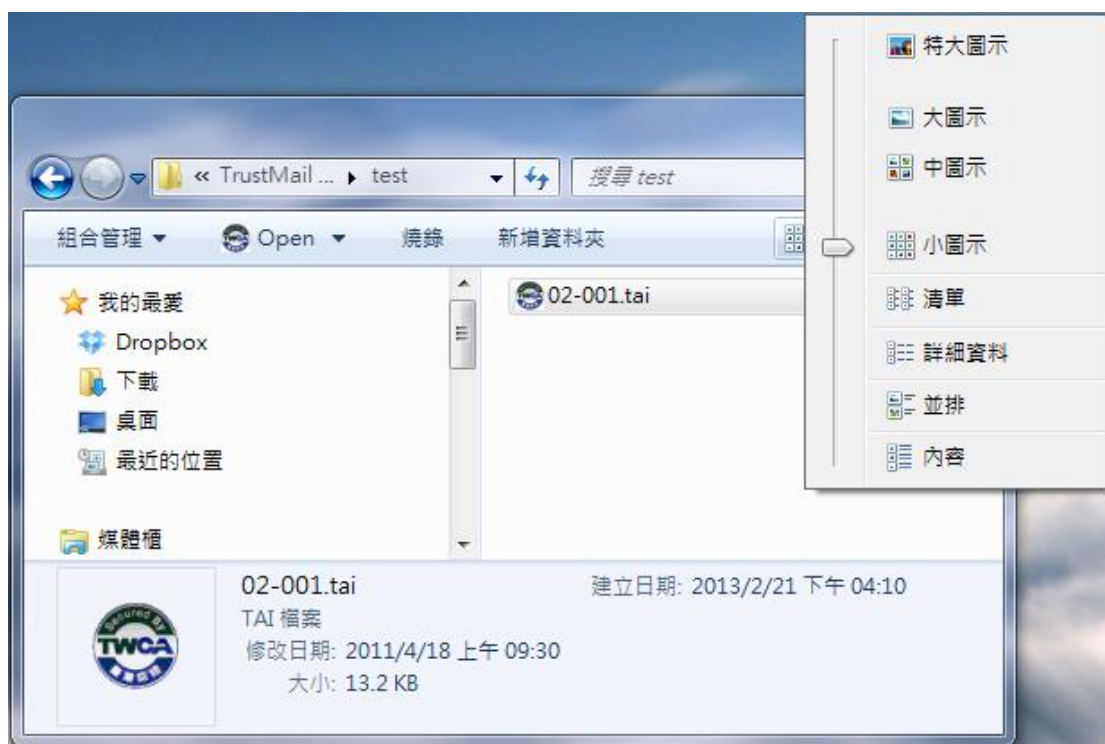 特大圖示
大圖示
中圖示
小圖示
清單
詳細資料
並排
內容
« TrustMail ... ▸ test
搜尋 test
組合管理 ▼
Open ▼
燒錄
新增資料夾
我的最愛
Dropbox
下載
桌面
最近的位置
媒體櫃
02-001.tai
02-001.tai
建立日期: 2013/2/21 下午 04:10
TAI 檔案
修改日期: 2011/4/18 上午 09:30
大小: 13.2 KB
Secured By
TWCA